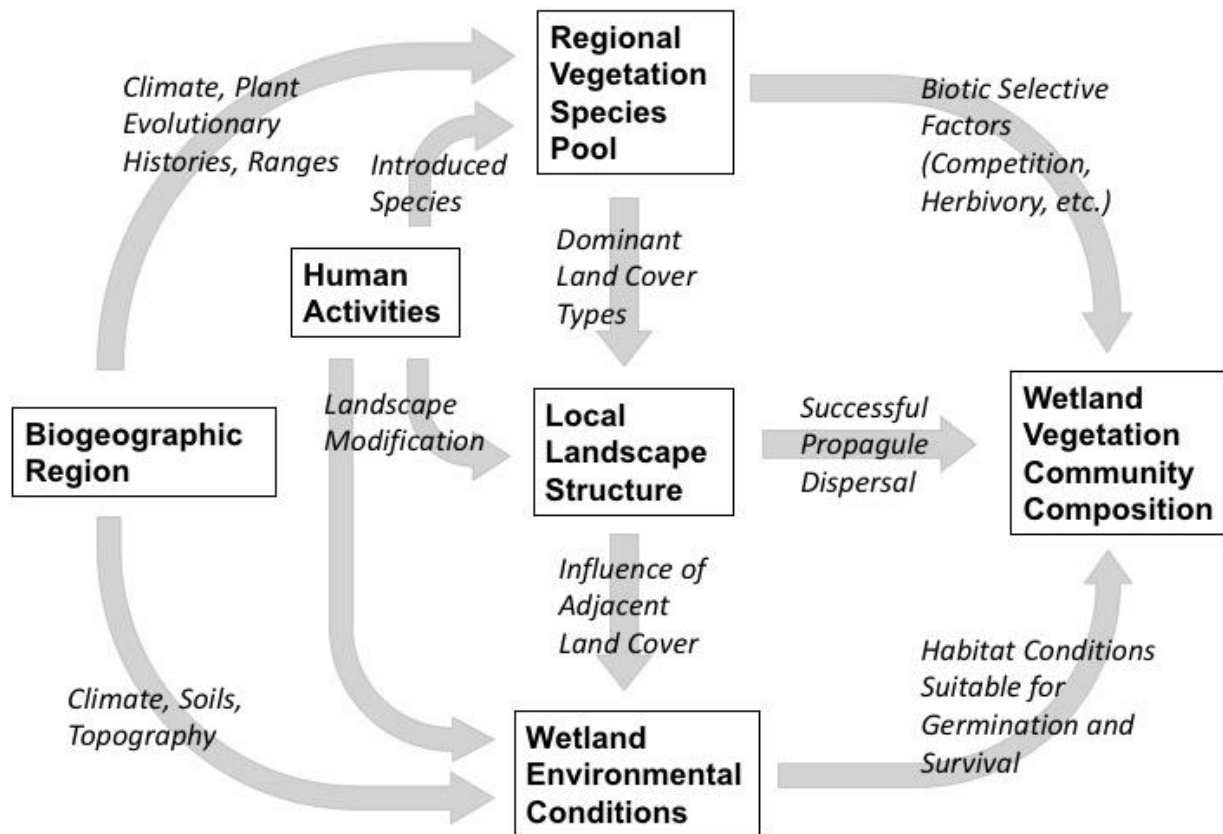 Regional
Vegetation
Species
Pool
Climate, Plant
Evolutionary
Histories, Ranges
Introduced
Species
Biotic Selective
Factors
(Competition,
Herbivory, etc.)
Human
Activities
Dominant
Land Cover
Types
Biogeographic
Region
Landscape
Modification
Local
Landscape
Structure
Successful
Propagule
Dispersal
Wetland
Vegetation
Community
Composition
Influence of
Adjacent
Land Cover
Climate, Soils,
Topography
Wetland
Environmental
Conditions
Habitat Conditions
Suitable for
Germination and
Survival